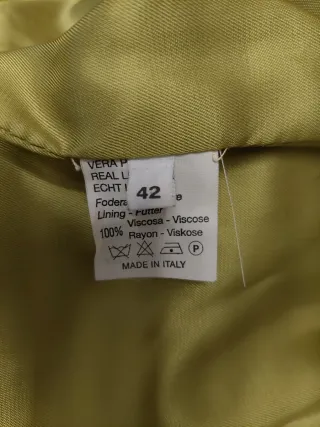 VERA
REAL
ECHT
42
Fodera
Lining - Futter
Viscosa - Viscose
100% Rayon - Viskose
P
MADE IN ITALY